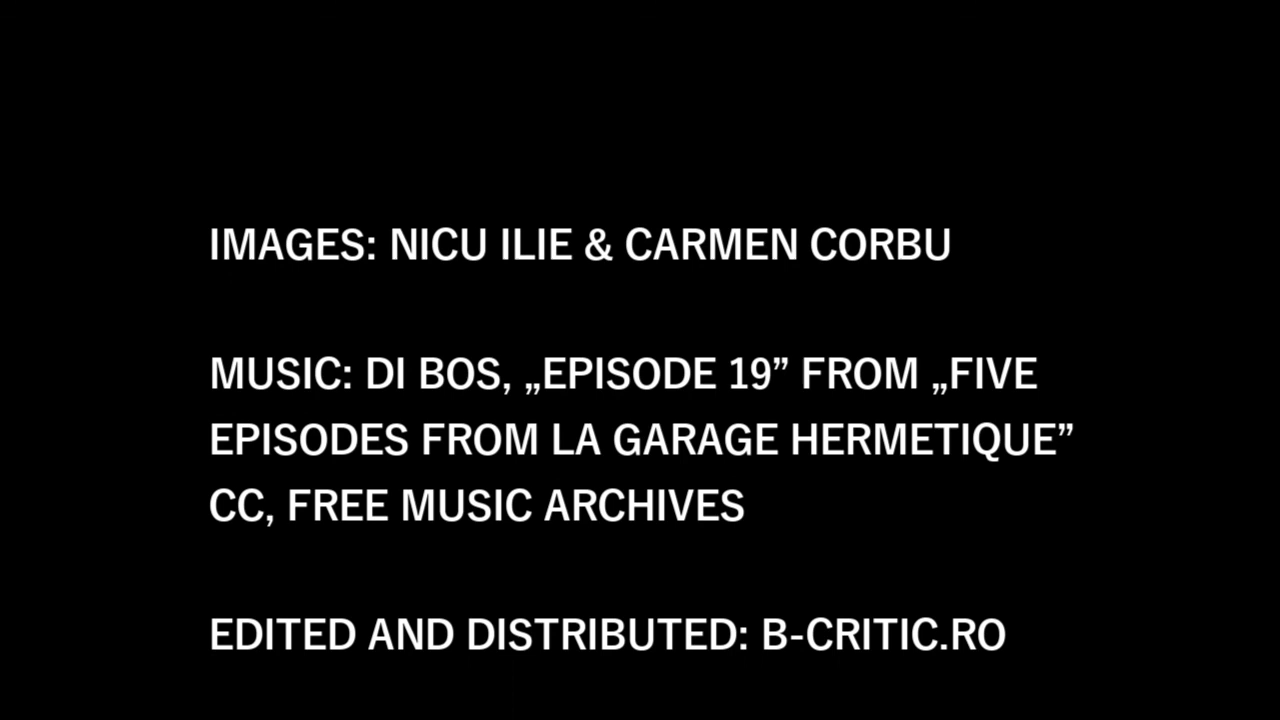 IMAGES: NICU ILIE & CARMEN CORBU
MUSIC: DI BOS, „EPISODE 19” FROM „FIVE
EPISODES FROM LA GARAGE HERMETIQUE”
CC, FREE MUSIC ARCHIVES
EDITED AND DISTRIBUTED: B-CRITIC.RO